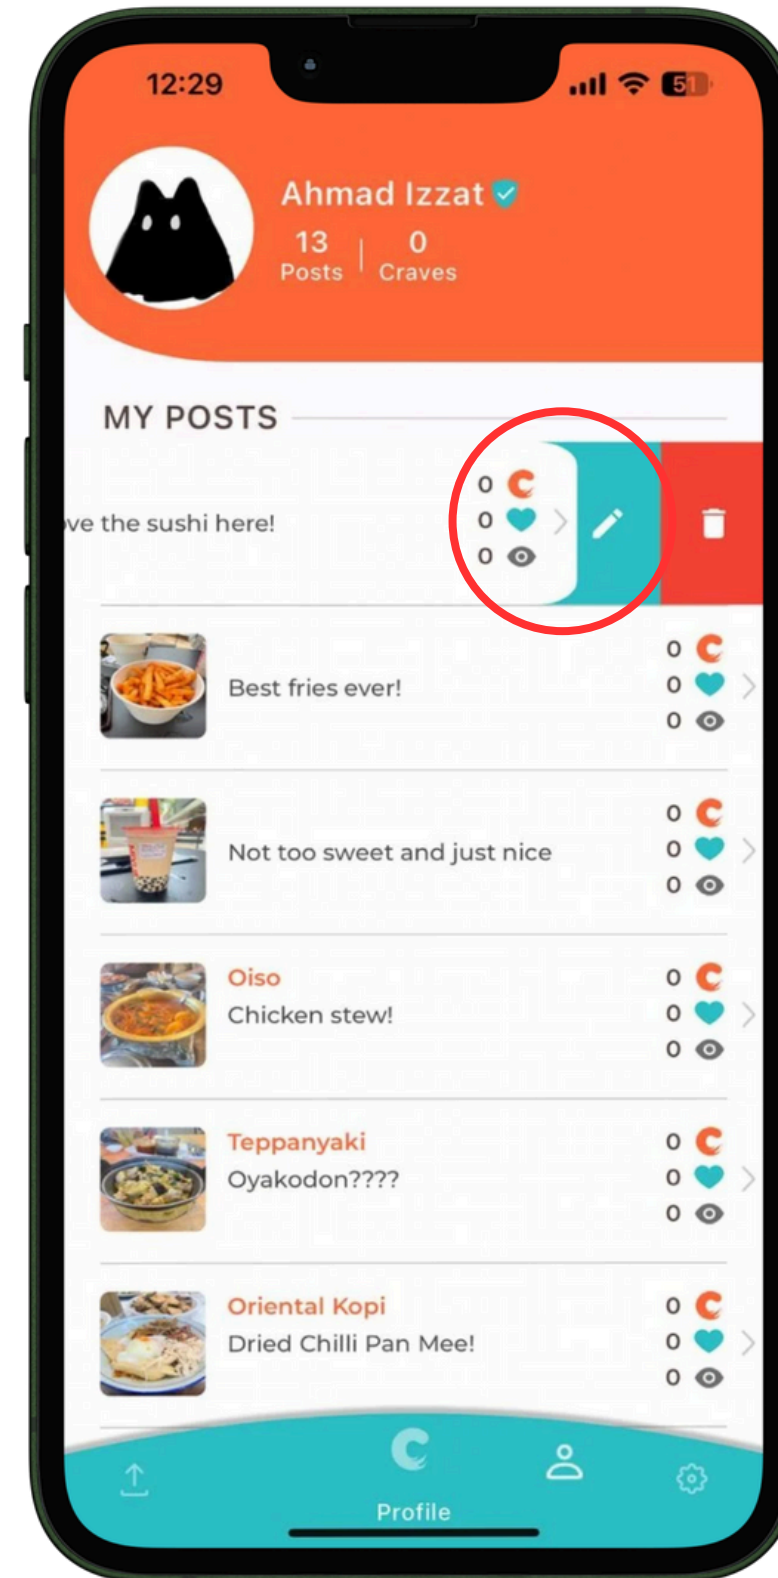 12:29
51
Ahmad Izzat
13
Posts
0
Craves
MY POSTS
ve the sushi here!
0
0
0
Best fries ever!
0
0
0
Not too sweet and just nice
0
0
0
Oiso
Chicken stew!
0
0
0
Teppanyaki
Oyakodon????
0
0
0
Oriental Kopi
Dried Chilli Pan Mee!
0
0
0
Profile